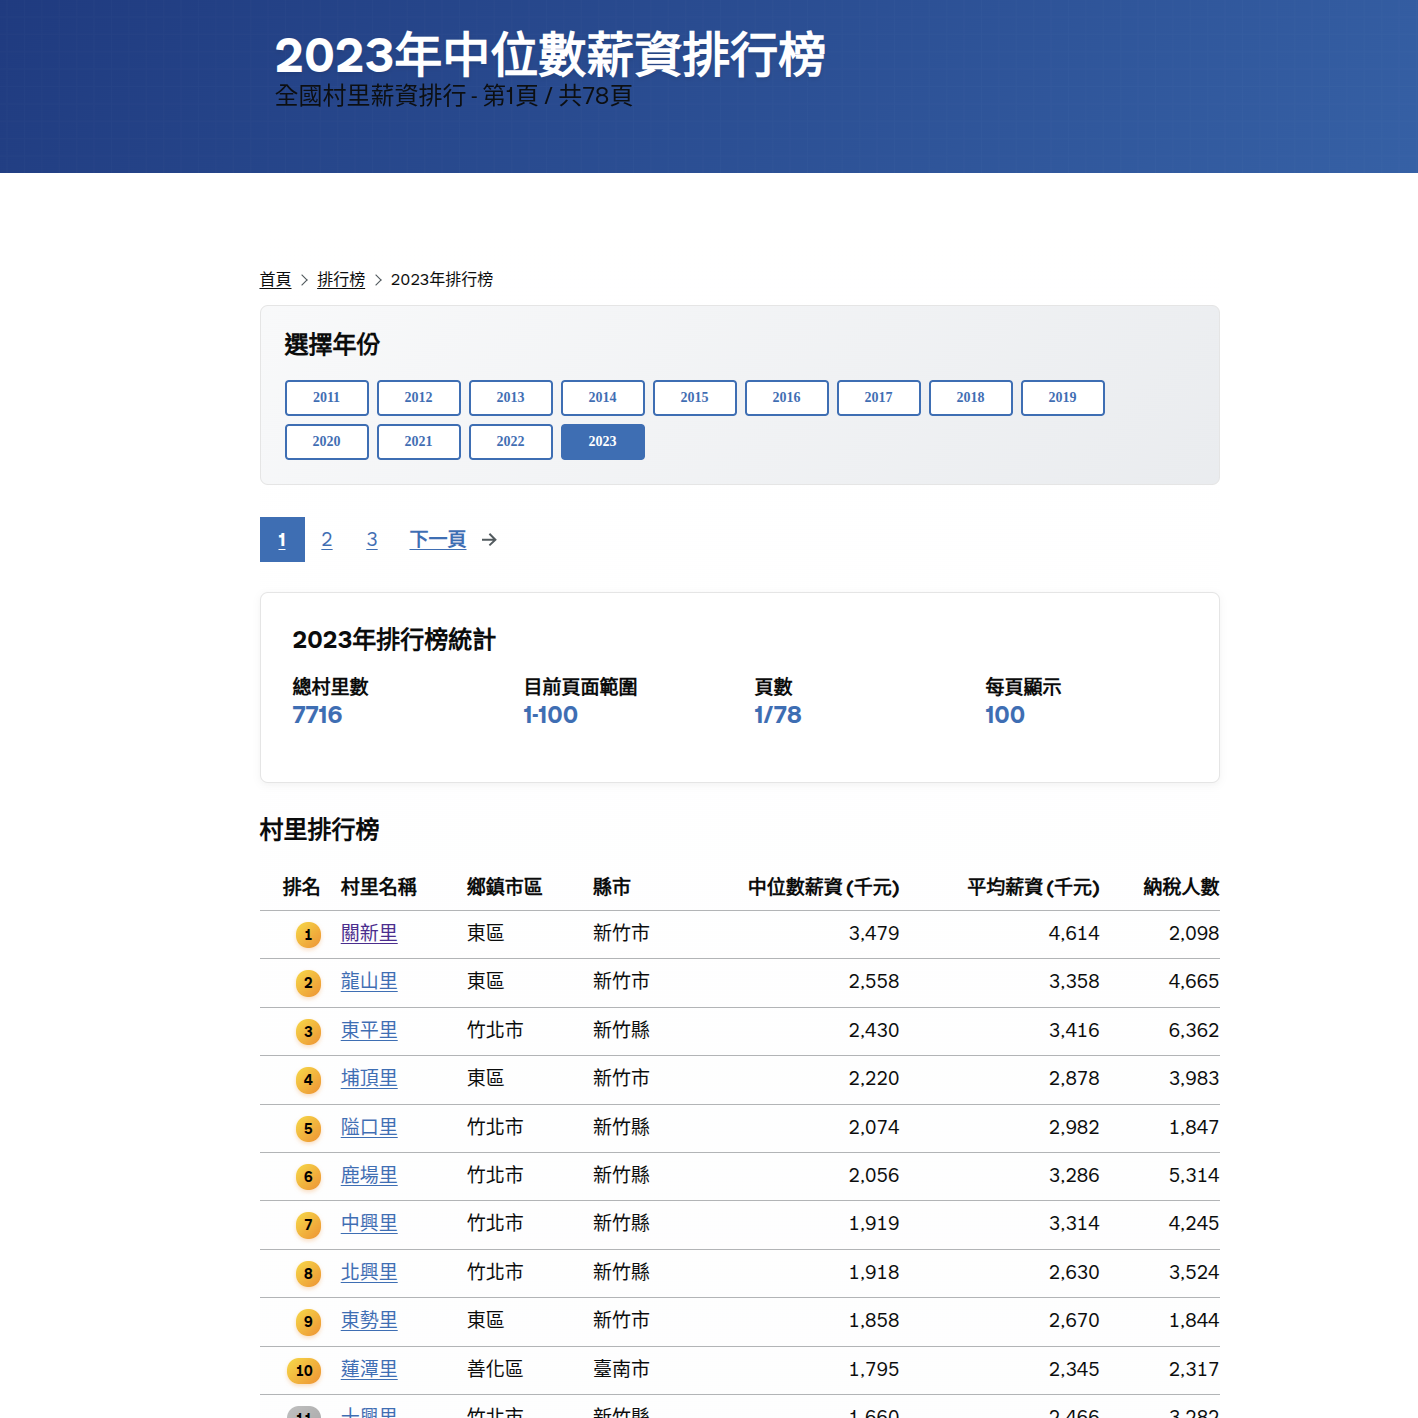 2023年中位數薪資排行榜
全國村里薪資排行 - 第1頁 / 共78頁
首頁 > 排行榜 > 2023年排行榜
選擇年份
2011 2012 2013 2014 2015 2016 2017 2018 2019
2020 2021 2022 2023
1 2 3 下一頁 →
2023年排行榜統計
總村里數 目前頁面範圍 頁數 每頁顯示
7716 1-100 1/78 100
村里排行榜
排名 村里名稱 鄉鎮市區 縣市 中位數薪資 (千元) 平均薪資 (千元) 納稅人數
1 關新里 東區 新竹市 3,479 4,614 2,098
2 龍山里 東區 新竹市 2,558 3,358 4,665
3 東平里 竹北市 新竹縣 2,430 3,416 6,362
4 埔頂里 東區 新竹市 2,220 2,878 3,983
5 隘口里 竹北市 新竹縣 2,074 2,982 1,847
6 鹿場里 竹北市 新竹縣 2,056 3,286 5,314
7 中興里 竹北市 新竹縣 1,919 3,314 4,245
8 北興里 竹北市 新竹縣 1,918 2,630 3,524
9 東勢里 東區 新竹市 1,858 2,670 1,844
10 蓮潭里 善化區 臺南市 1,795 2,345 2,317
11 十興里 竹北市 新竹縣 1,660 2,466 3,282